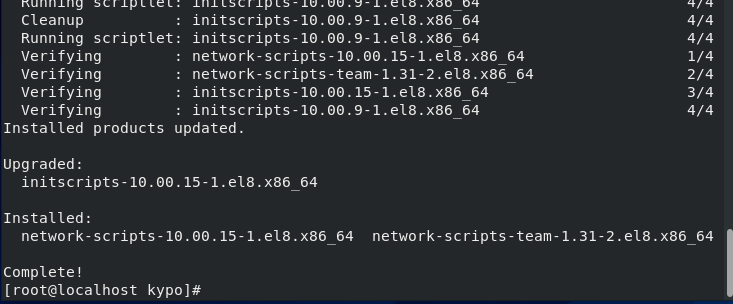 Running scriptlet: initscripts-10.00.9-1.el8.x86_64 4/4
Cleanup : initscripts-10.00.9-1.el8.x86_64 4/4
Running scriptlet: initscripts-10.00.9-1.el8.x86_64 4/4
Verifying : network-scripts-10.00.15-1.el8.x86_64 1/4
Verifying : network-scripts-team-1.31-2.el8.x86_64 2/4
Verifying : initscripts-10.00.15-1.el8.x86_64 3/4
Verifying : initscripts-10.00.9-1.el8.x86_64 4/4
Installed products updated.
Upgraded:
initscripts-10.00.15-1.el8.x86_64
Installed:
network-scripts-10.00.15-1.el8.x86_64 network-scripts-team-1.31-2.el8.x86_64
Complete!
[root@localhost kypo]#